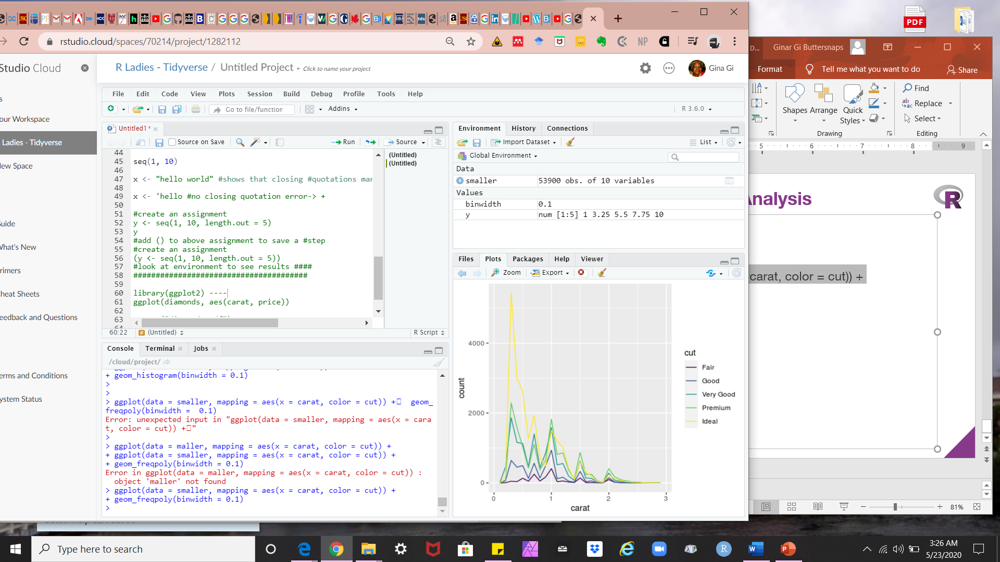 rstudio.cloud/spaces/70214/project/1282112
NP
Studio Cloud
R Ladies - Tidyverse / Untitled Project ← Click to name your project
Gina Gi
s
our Workspace
Ladies - Tidyverse
ew Space
uide
What's New
rimers
heat Sheets
eedback and Questions
erms and Conditions
ystem Status
File Edit Code View Plots Session Build Debug Profile Tools Help
Go to file/function
Addins
R 3.6.0
Untitled1*
Source on Save
Run
Source
44
45 seq(1, 10)
46
47 x <- "hello world" #shows that closing #quotations mar
48
49 x <- 'hello #no closing quotation error-> +
50
51 #create an assignment
52 y <- seq(1, 10, length.out = 5)
53 y
54 #add () to above assignment to save a #step
55 #create an assignment
56 (y <- seq(1, 10, length.out = 5))
57 #look at environment to see results ####
58 #######################################
59
60 library(ggplot2) ----
61 ggplot(diamonds, aes(carat, price))
62
63
64
(Untitled)
(Untitled)
60:22
# (Untitled)
R Script
Console Terminal Jobs
/cloud/project/
+ geom_histogram(binwidth = 0.1)
>
>
> ggplot(data = smaller, mapping = aes(x = carat, color = cut)) +  geom_
freqpoly(binwidth =  0.1)
Error: unexpected input in "ggplot(data = smaller, mapping = aes(x = cara
t, color = cut)) +"
>
> ggplot(data = maller, mapping = aes(x = carat, color = cut)) +
+ ggplot(data = smaller, mapping = aes(x = carat, color = cut)) +
+ geom_freqpoly(binwidth = 0.1)
Error in ggplot(data = maller, mapping = aes(x = carat, color = cut)) :
object 'maller' not found
> ggplot(data = smaller, mapping = aes(x = carat, color = cut)) +
+ geom_freqpoly(binwidth = 0.1)
>
Environment History Connections
Import Dataset
List
Global Environment
Data
smaller 53900 obs. of 10 variables
Values
binwidth 0.1
y num [1:5] 1 3.25 5.5 7.75 10
Files Plots Packages Help Viewer
Zoom Export
4000
2000
0
count
0 1 2 3
carat
cut
Fair
Good
Very Good
Premium
Ideal
PDF
D...
Ginar Gi Buttersnaps
Format
Tell me what you want to do
Share
Shapes
Arrange
Quick
Styles
Find
Replace
Select
Drawing
Editing
5 6 7 8 9
Analysis
R
carat, color = cut)) +
81%
Type here to search
3:26 AM
5/23/2020